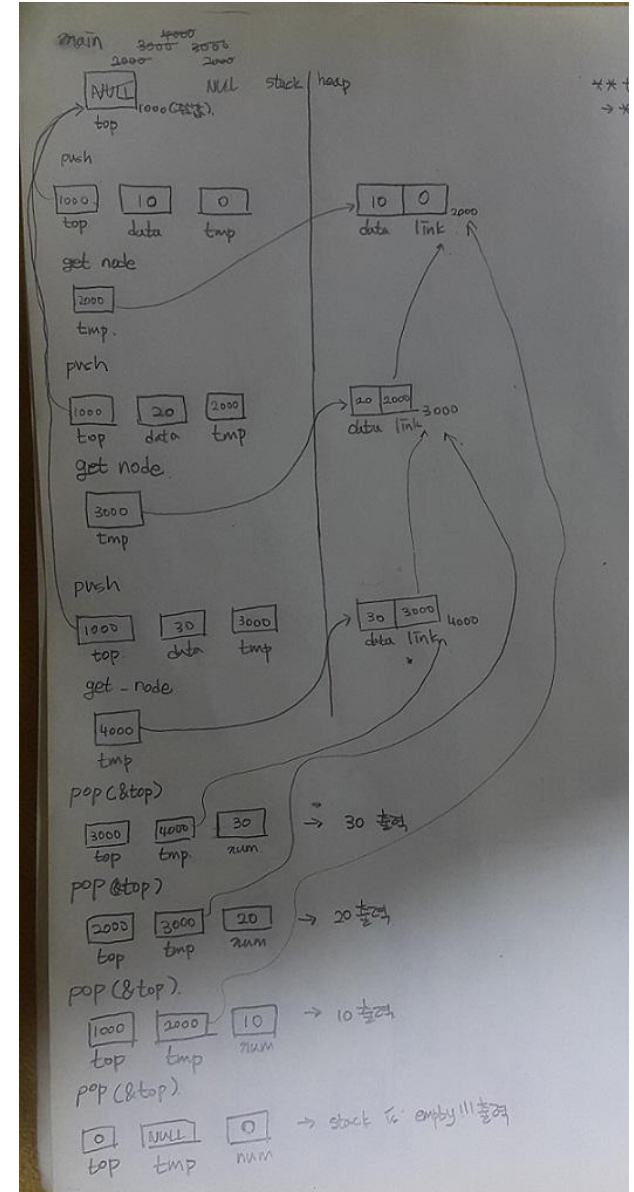 4000
main 3000 3000
2000 2000
NULL NUL stack heap **t
1000 → *
top
push
1000 10 0 10 0 2000
top data tmp data link
get node
2000
tmp.
push
1000 20 2000 20 2000 3000
top data tmp data link
get node
3000
tmp
push
1000 30 3000 30 3000 4000
top. data tmp data link
get - node
4000
tmp
pop (&top)
3000 4000 30 → 30 출력
top tmp. num
pop (&top)
2000 3000 20 → 20 출력
top tmp num
pop (&top).
1000 2000 10 → 10 출력
top tmp num
pop (&top).
0 NULL 0 → stack is empby!!! 출력
top tmp num